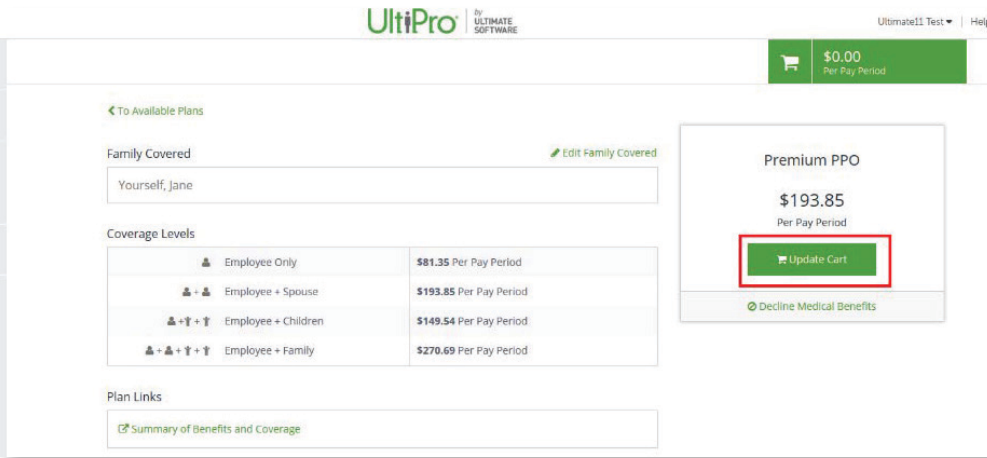 UltiPro by ULTIMATE SOFTWARE
Ultimate11 Test
Help
$0.00
Per Pay Period
To Available Plans
Family Covered
Edit Family Covered
Yourself, Jane
Coverage Levels
Employee Only $81.35 Per Pay Period
Employee + Spouse $193.85 Per Pay Period
Employee + Children $149.54 Per Pay Period
Employee + Family $270.69 Per Pay Period
Plan Links
Summary of Benefits and Coverage
Premium PPO
$193.85
Per Pay Period
Update Cart
Decline Medical Benefits